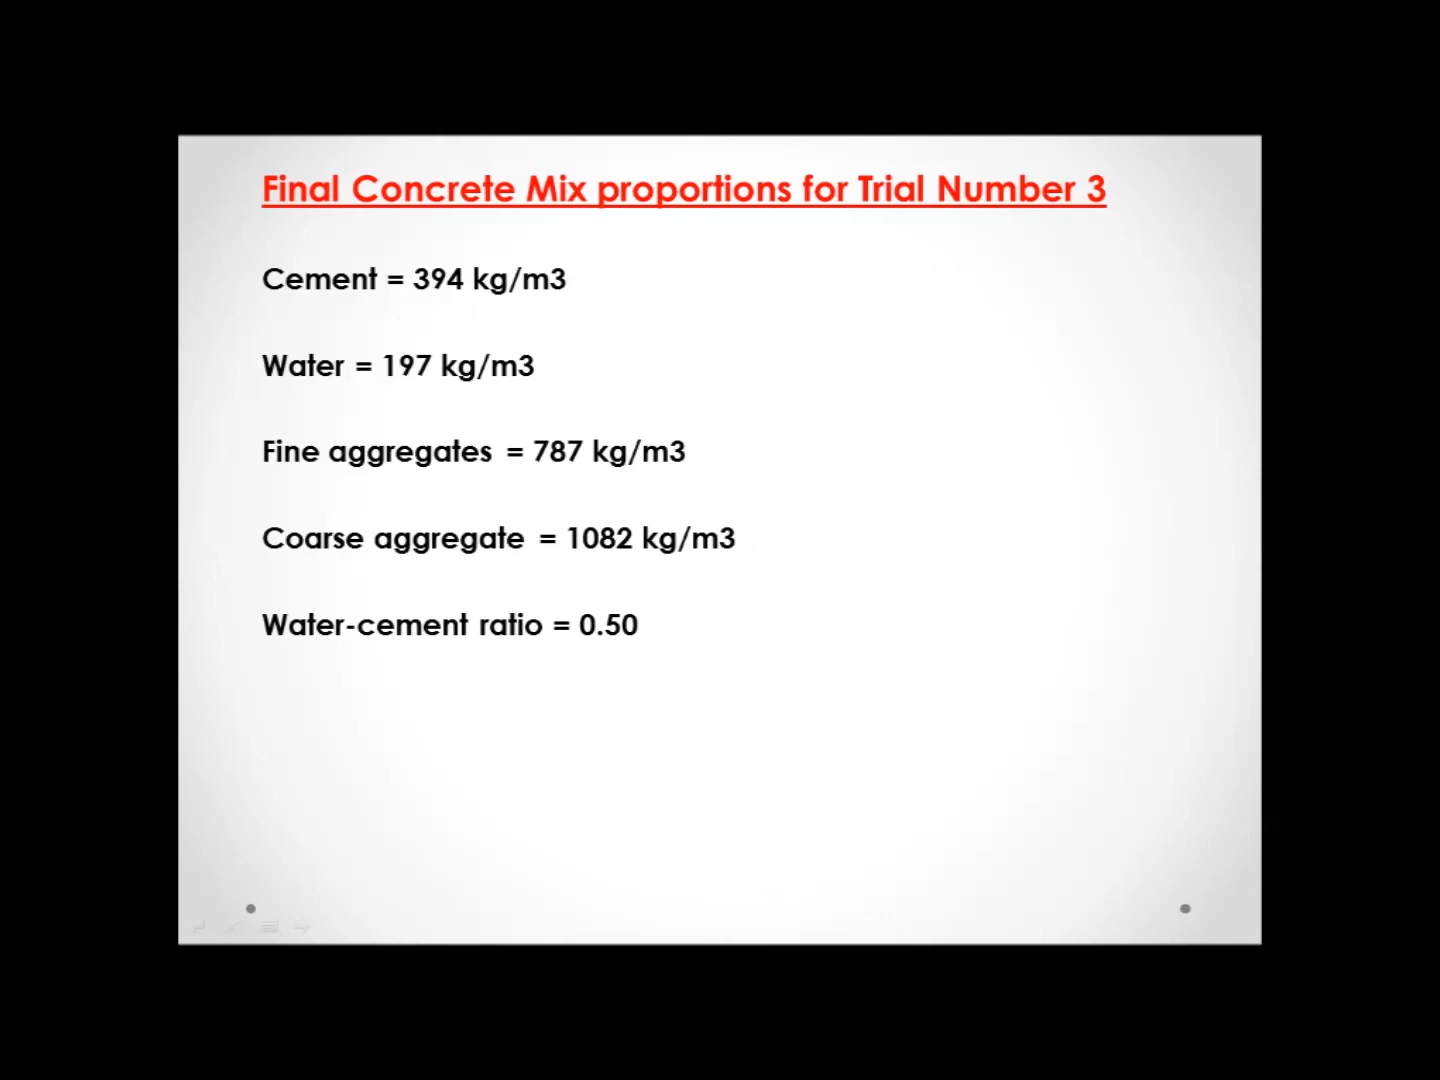 Final Concrete Mix proportions for Trial Number 3
Cement = 394 kg/m3
Water = 197 kg/m3
Fine aggregates = 787 kg/m3
Coarse aggregate = 1082 kg/m3
Water-cement ratio = 0.50